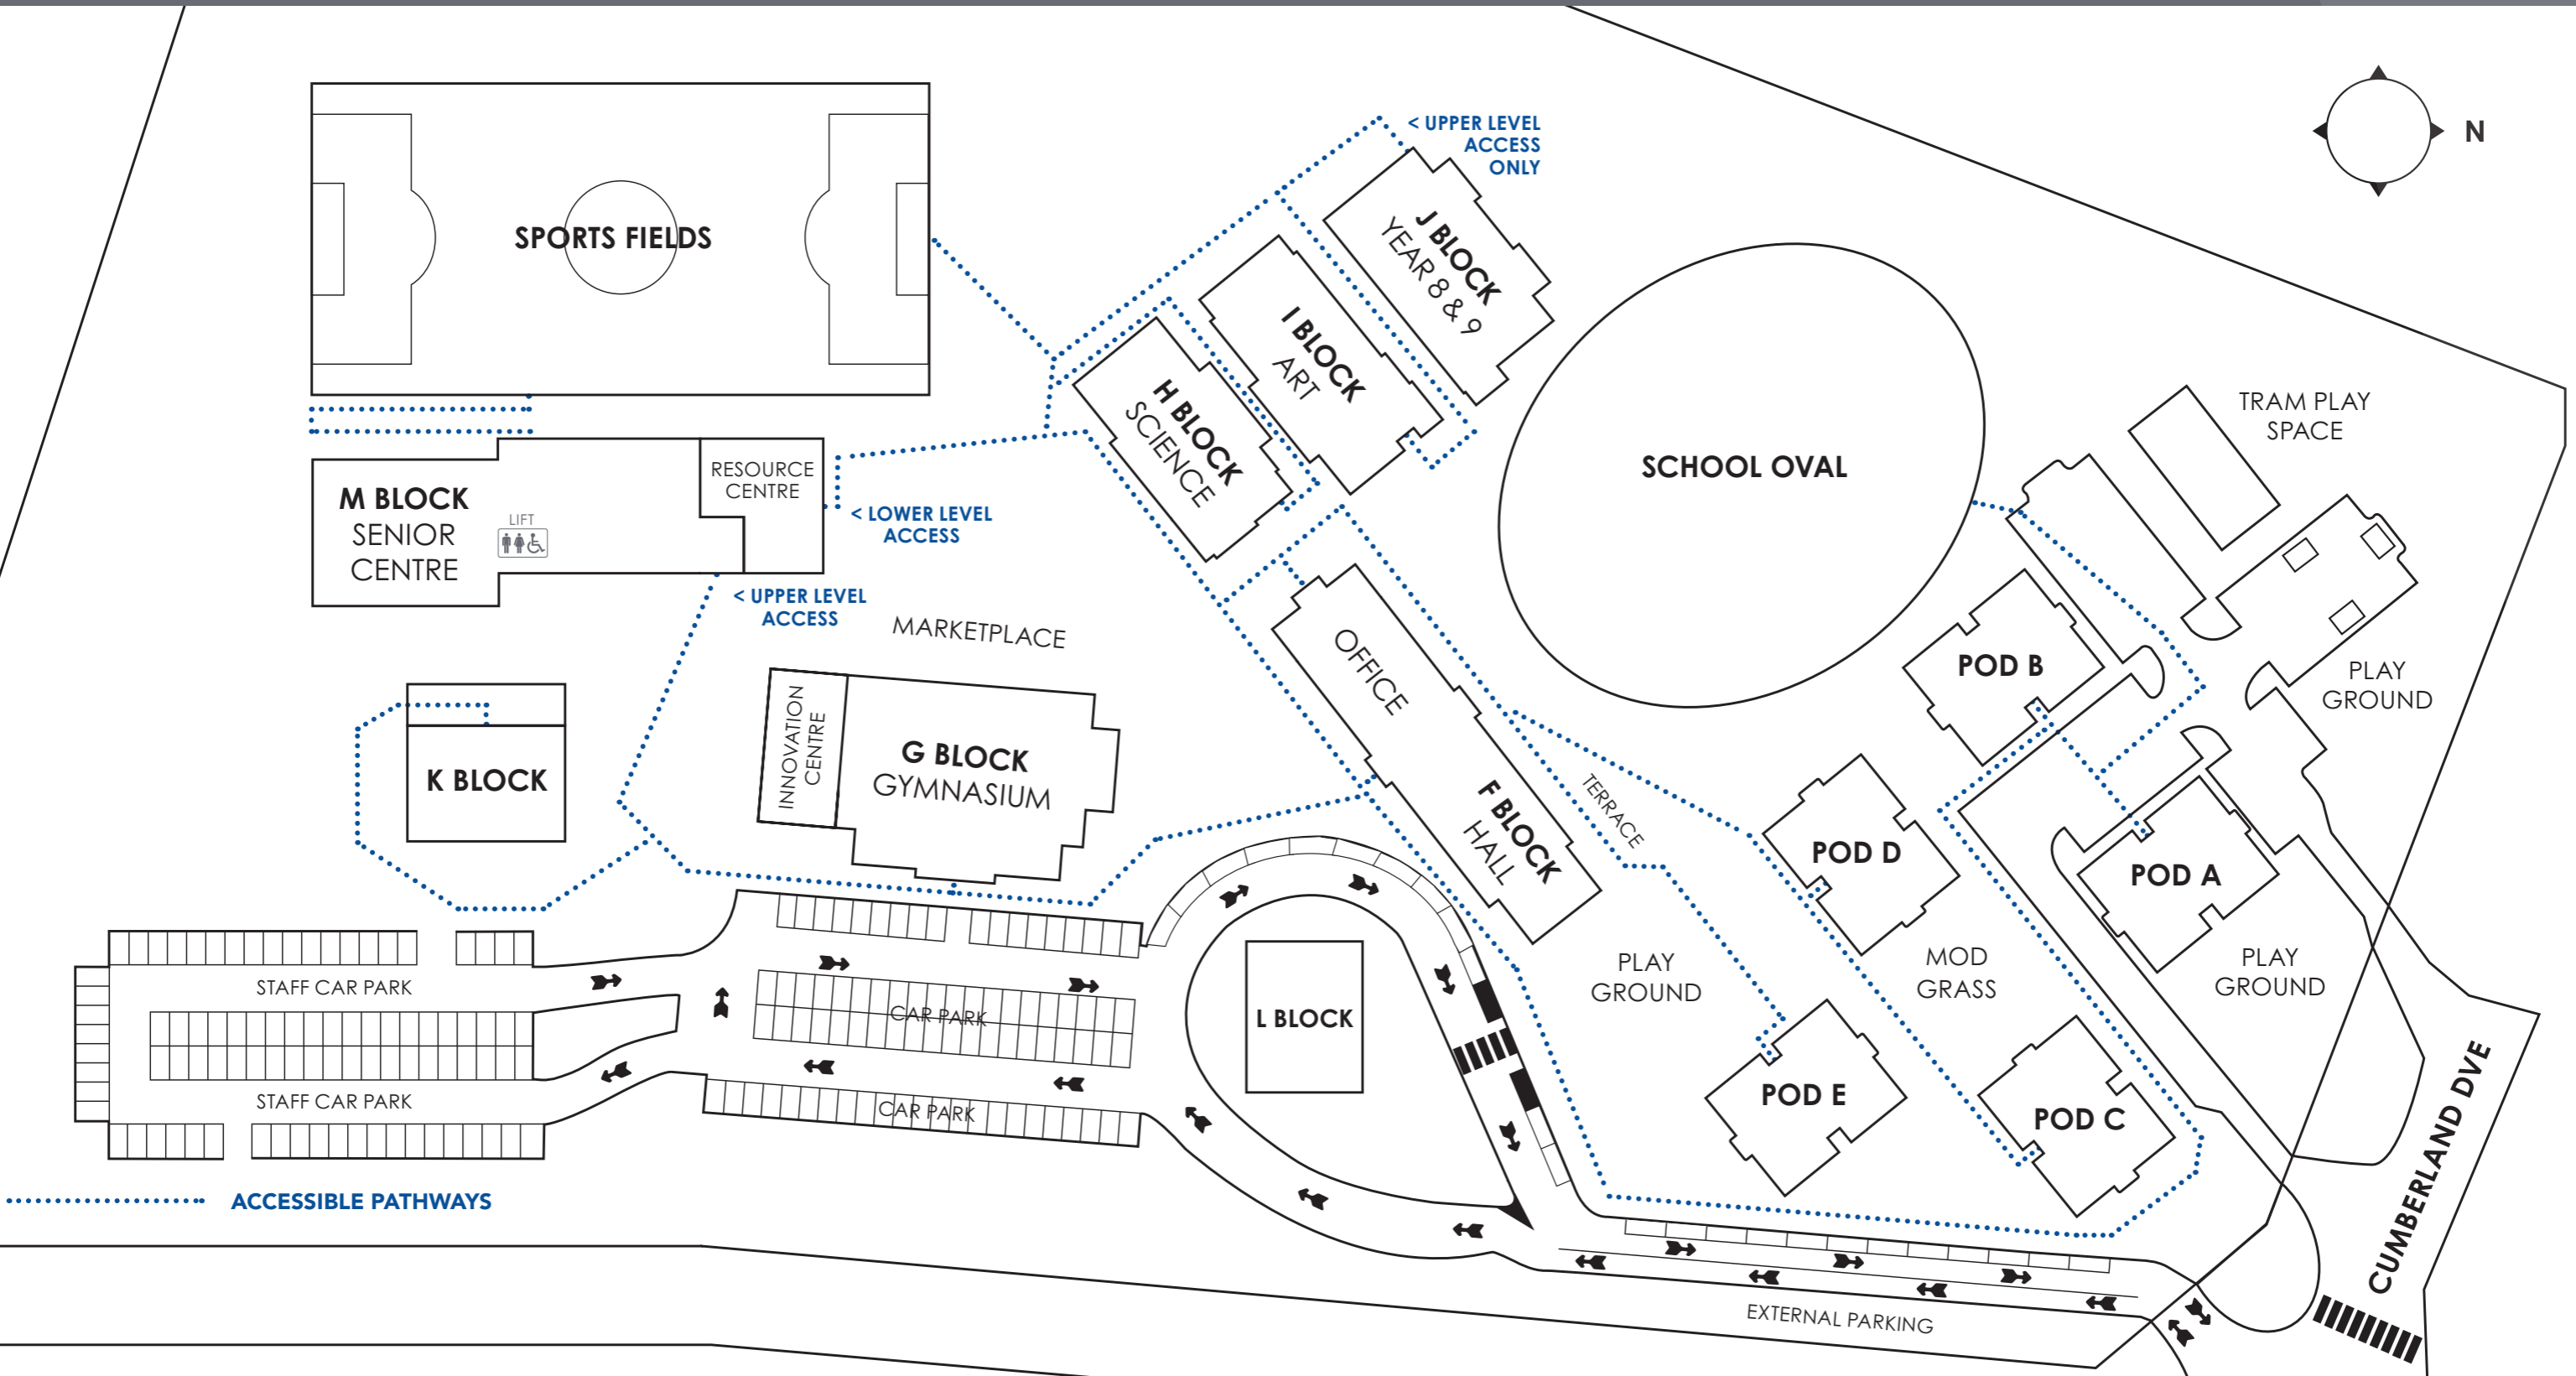 < UPPER LEVEL
ACCESS
ONLY
N
SPORTS FIELDS
J BLOCK
YEAR 8 & 9
I BLOCK
ART
H BLOCK
SCIENCE
TRAM PLAY
SPACE
SCHOOL OVAL
RESOURCE
CENTRE
M BLOCK
SENIOR
CENTRE
LIFT
< LOWER LEVEL
ACCESS
< UPPER LEVEL
ACCESS
MARKETPLACE
OFFICE
POD B
PLAY
GROUND
INNOVATION
CENTRE
G BLOCK
GYMNASIUM
K BLOCK
F BLOCK
HALL
TERRACE
POD D
POD A
PLAY
GROUND
MOD
GRASS
PLAY
GROUND
STAFF CAR PARK
CAR PARK
L BLOCK
STAFF CAR PARK
CAR PARK
POD E
POD C
CUMBERLAND DVE
ACCESSIBLE PATHWAYS
EXTERNAL PARKING